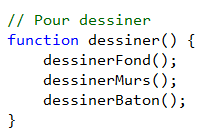 // Pour dessiner
function dessiner() {
    dessinerFond();
    dessinerMurs();
    dessinerBaton();
}